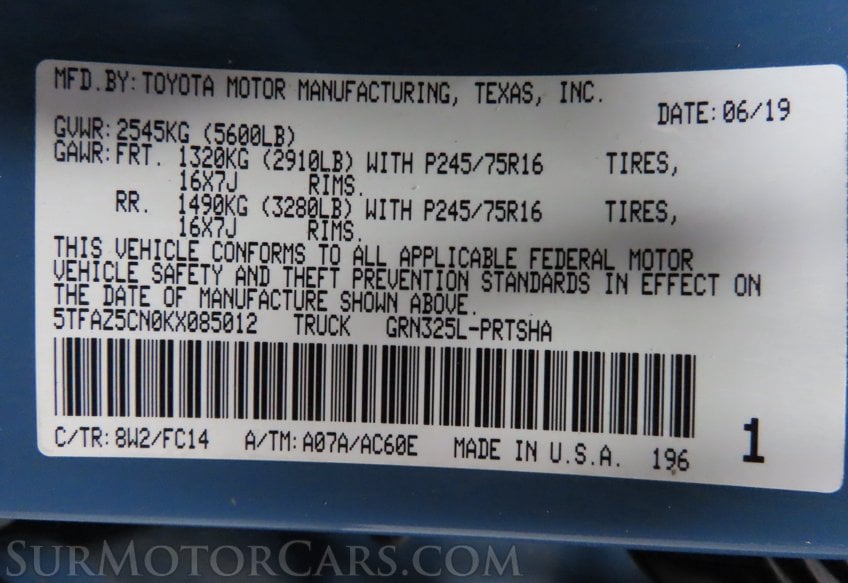 MFD.BY: TOYOTA MOTOR MANUFACTURING, TEXAS, INC.
DATE: 06/19
GVWR: 2545KG (5600LB)
GAWR: FRT. 1320KG (2910LB) WITH P245/75R16 TIRES,
16X7J RIMS.
RR. 1490KG (3280LB) WITH P245/75R16 TIRES,
16X7J RIMS.
THIS VEHICLE CONFORMS TO ALL APPLICABLE FEDERAL MOTOR
VEHICLE SAFETY AND THEFT PREVENTION STANDARDS IN EFFECT ON
THE DATE OF MANUFACTURE SHOWN ABOVE.
5TFAZ5CN0KX085012 TRUCK GRN325L-PRTSHA
C/TR: 8W2/FC14 A/TM: A07A/AC60E MADE IN U.S.A. 196 1
SURMOTORCARS.COM